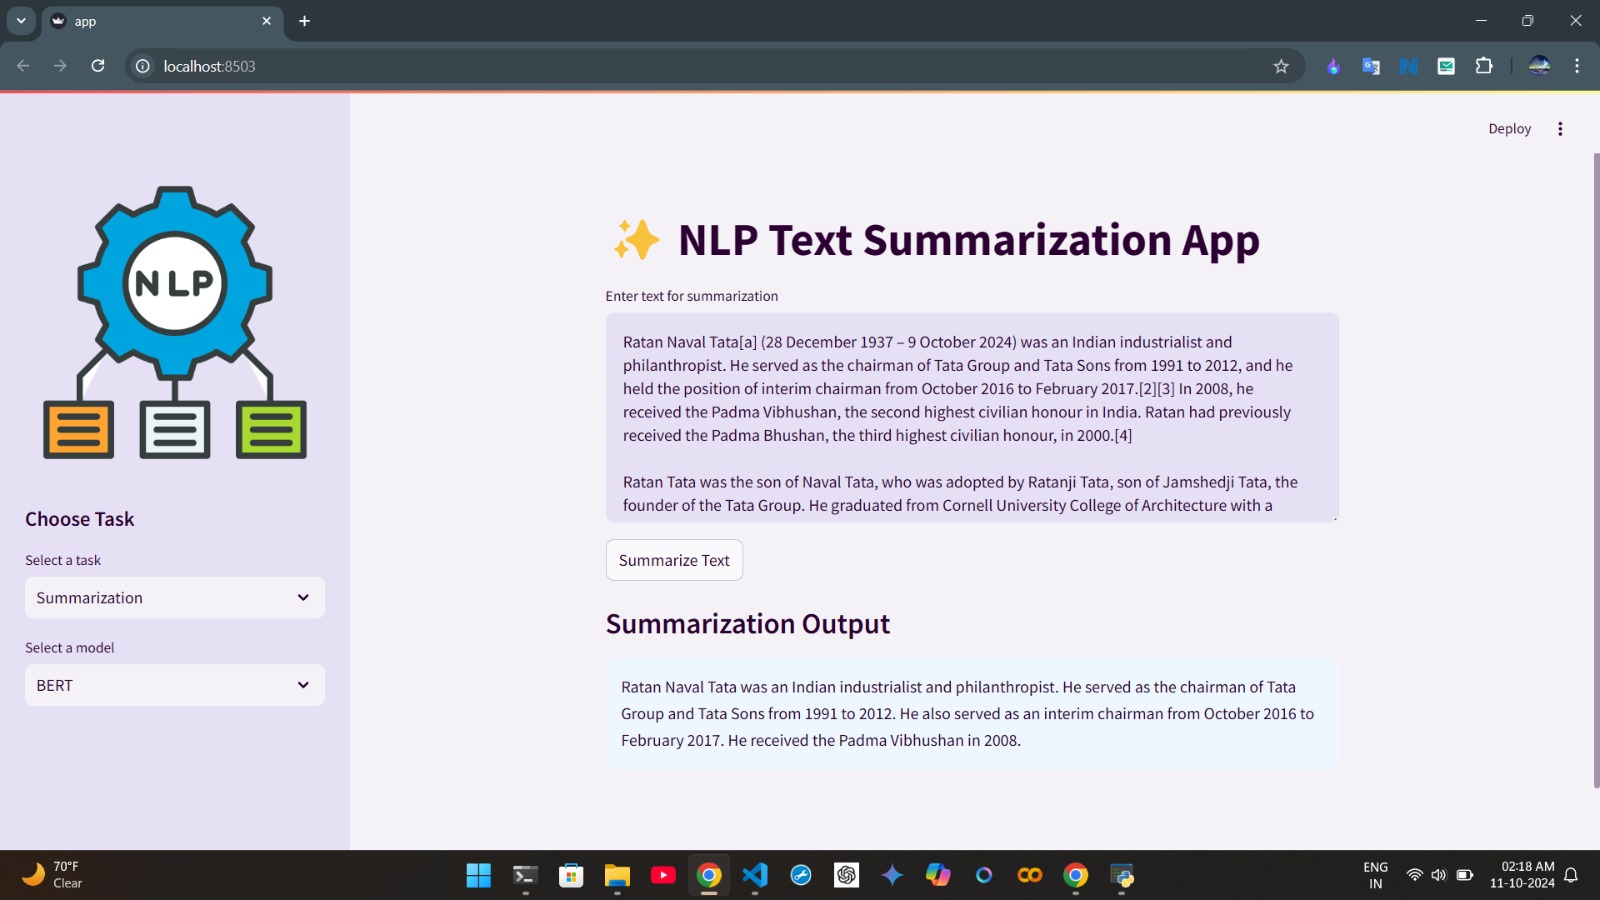 app
localhost:8503
Deploy
NLP
✨ NLP Text Summarization App
Enter text for summarization
Ratan Naval Tata[a] (28 December 1937 – 9 October 2024) was an Indian industrialist and
philanthropist. He served as the chairman of Tata Group and Tata Sons from 1991 to 2012, and he
held the position of interim chairman from October 2016 to February 2017.[2][3] In 2008, he
received the Padma Vibhushan, the second highest civilian honour in India. Ratan had previously
received the Padma Bhushan, the third highest civilian honour, in 2000.[4]
Ratan Tata was the son of Naval Tata, who was adopted by Ratanji Tata, son of Jamshedji Tata, the
founder of the Tata Group. He graduated from Cornell University College of Architecture with a
Summarize Text
Choose Task
Select a task
Summarization
Select a model
BERT
Summarization Output
Ratan Naval Tata was an Indian industrialist and philanthropist. He served as the chairman of Tata
Group and Tata Sons from 1991 to 2012. He also served as an interim chairman from October 2016 to
February 2017. He received the Padma Vibhushan in 2008.
70°F
Clear
ENG
IN
02:18 AM
11-10-2024